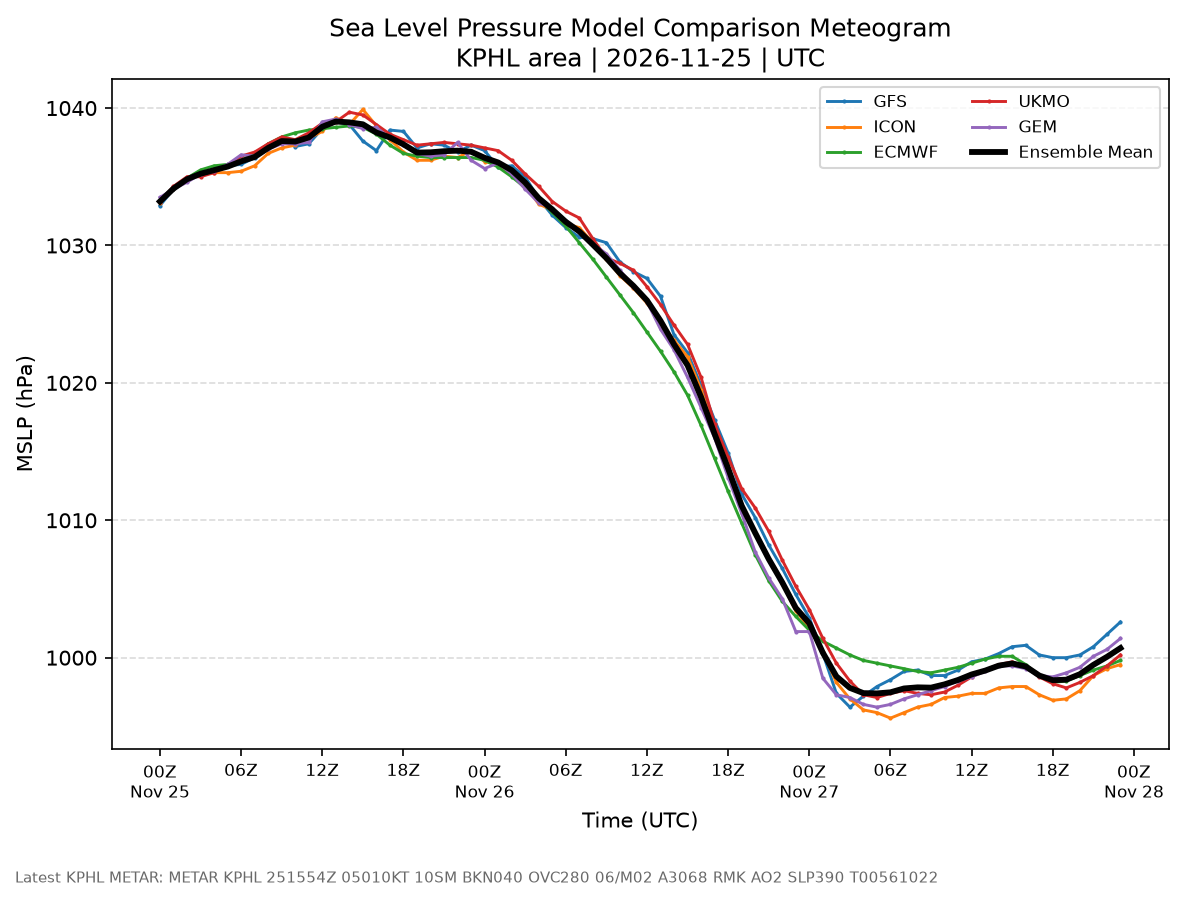 Sea Level Pressure Model Comparison Meteogram
KPHL area | 2026-11-25 | UTC
GFS
ICON
ECMWF
UKMO
GEM
Ensemble Mean
MSLP (hPa)
1040
1030
1020
1010
1000
00Z 06Z 12Z 18Z 00Z 06Z 12Z 18Z 00Z 06Z 12Z 18Z 00Z
Nov 25 Nov 26 Nov 27 Nov 28
Time (UTC)
Latest KPHL METAR: METAR KPHL 251554Z 05010KT 10SM BKN040 OVC280 06/M02 A3068 RMK AO2 SLP390 T00561022